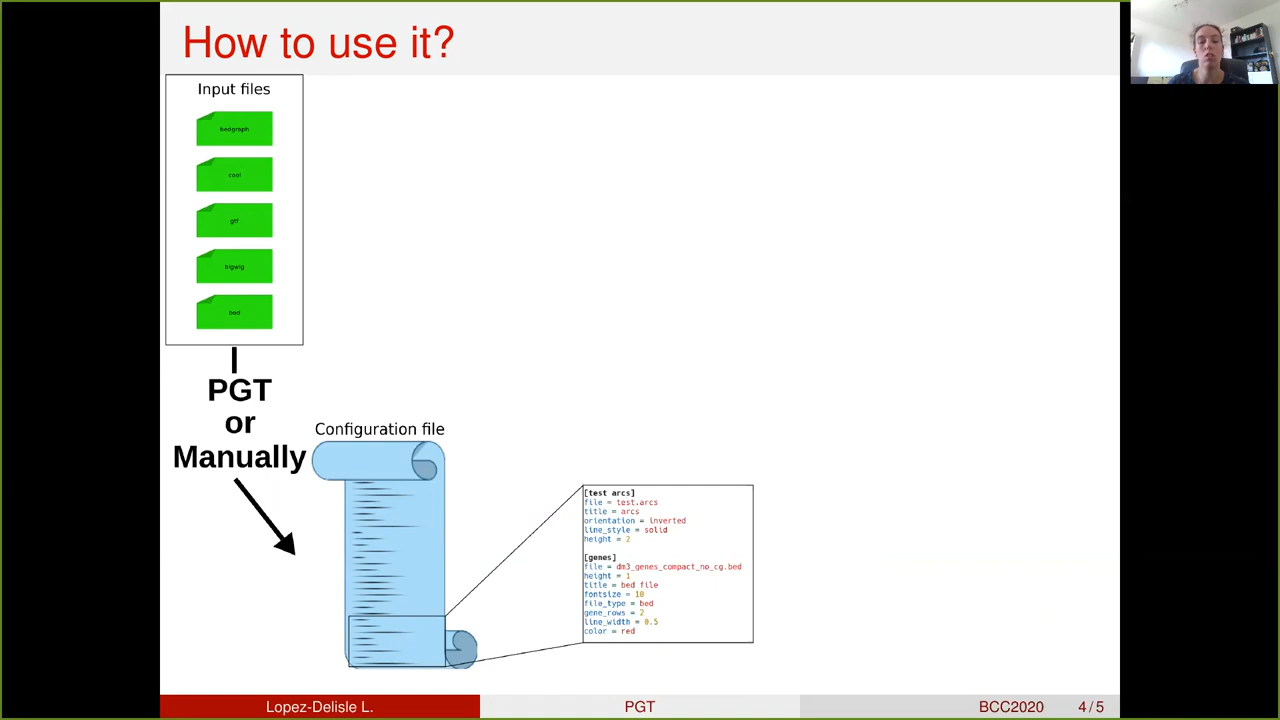 How to use it?
Input files
bedgraph
cool
gtf
bigwig
bed
PGT
or
Manually
Configuration file
[test arcs]
file = test.arcs
title = arcs
orientation = inverted
line_style = solid
height = 2
[genes]
file = dm3_genes_compact_no_cg.bed
height = 1
title = bed file
fontsize = 10
file_type = bed
gene_rows = 2
line_width = 0.5
color = red
Lopez-Delisle L.
PGT
BCC2020
4 / 5